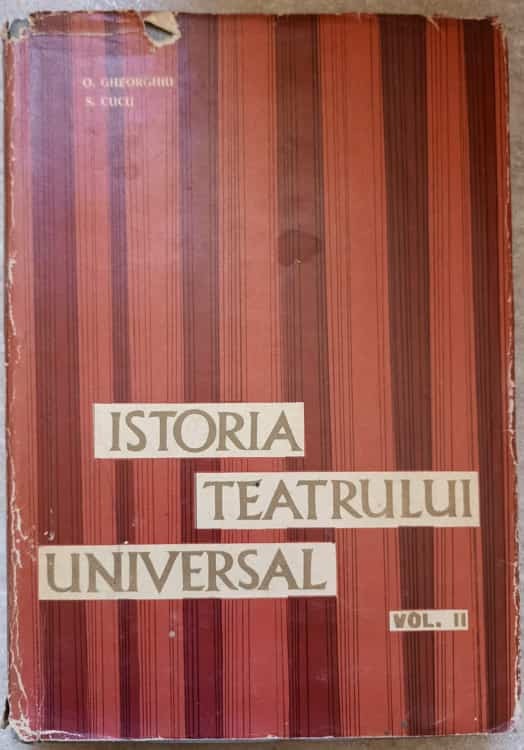 O. GHEORGHIU
S. CUCU
ISTORIA
TEATRULUI
UNIVERSAL
VOL. II